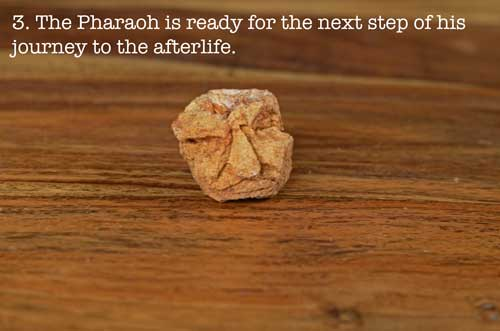 3. The Pharaoh is ready for the next step of his
journey to the afterlife.